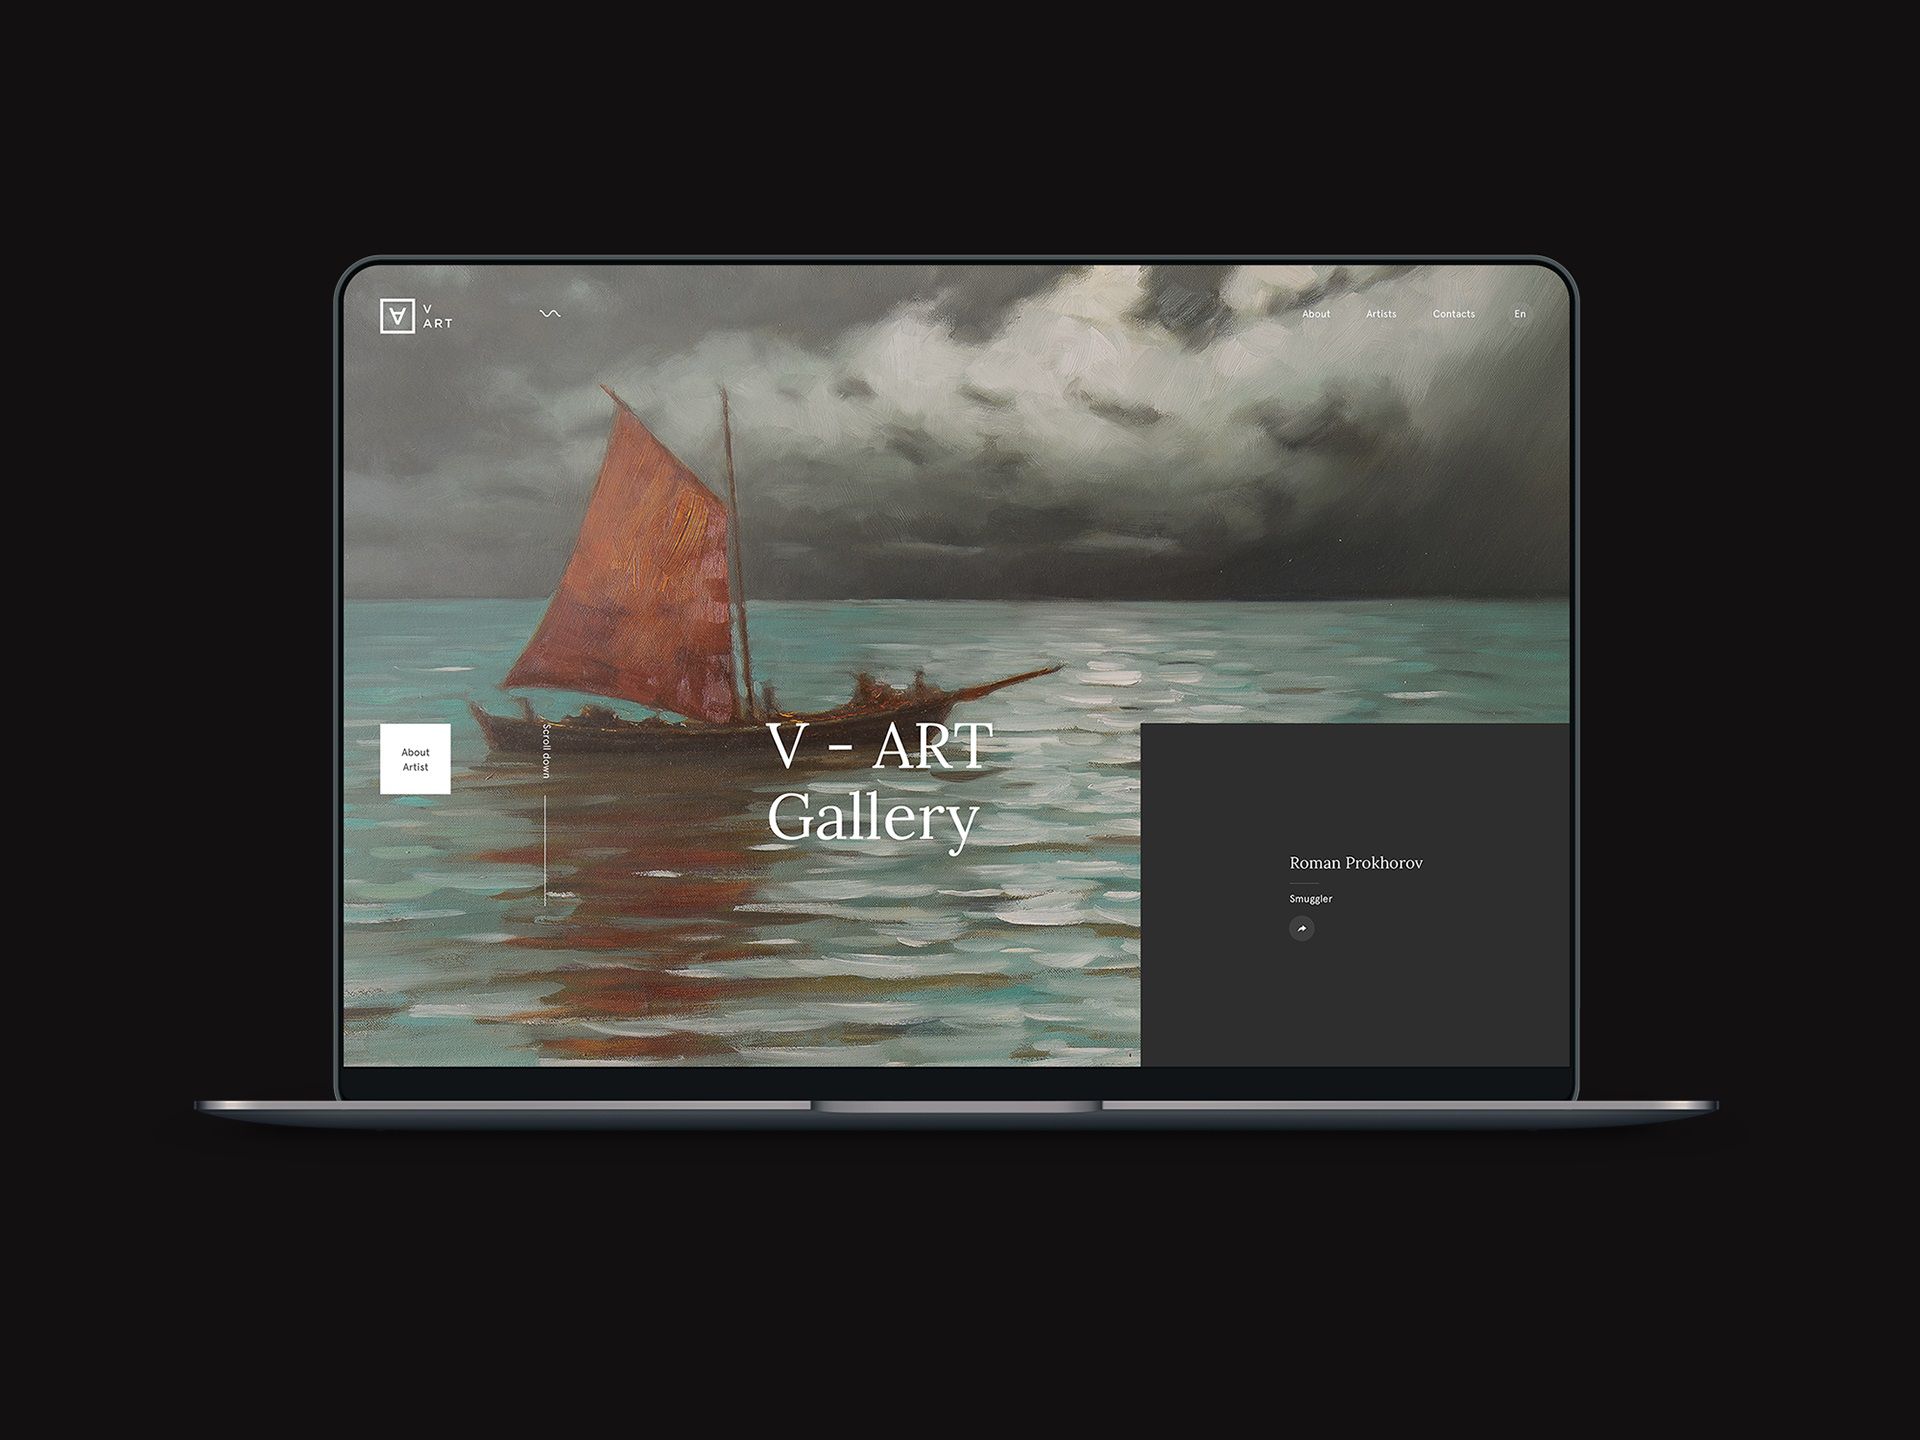 V
ART
About
Artists
Contacts
En
About
Artist
Scroll down
V - ART
Gallery
Roman Prokhorov
Smuggler